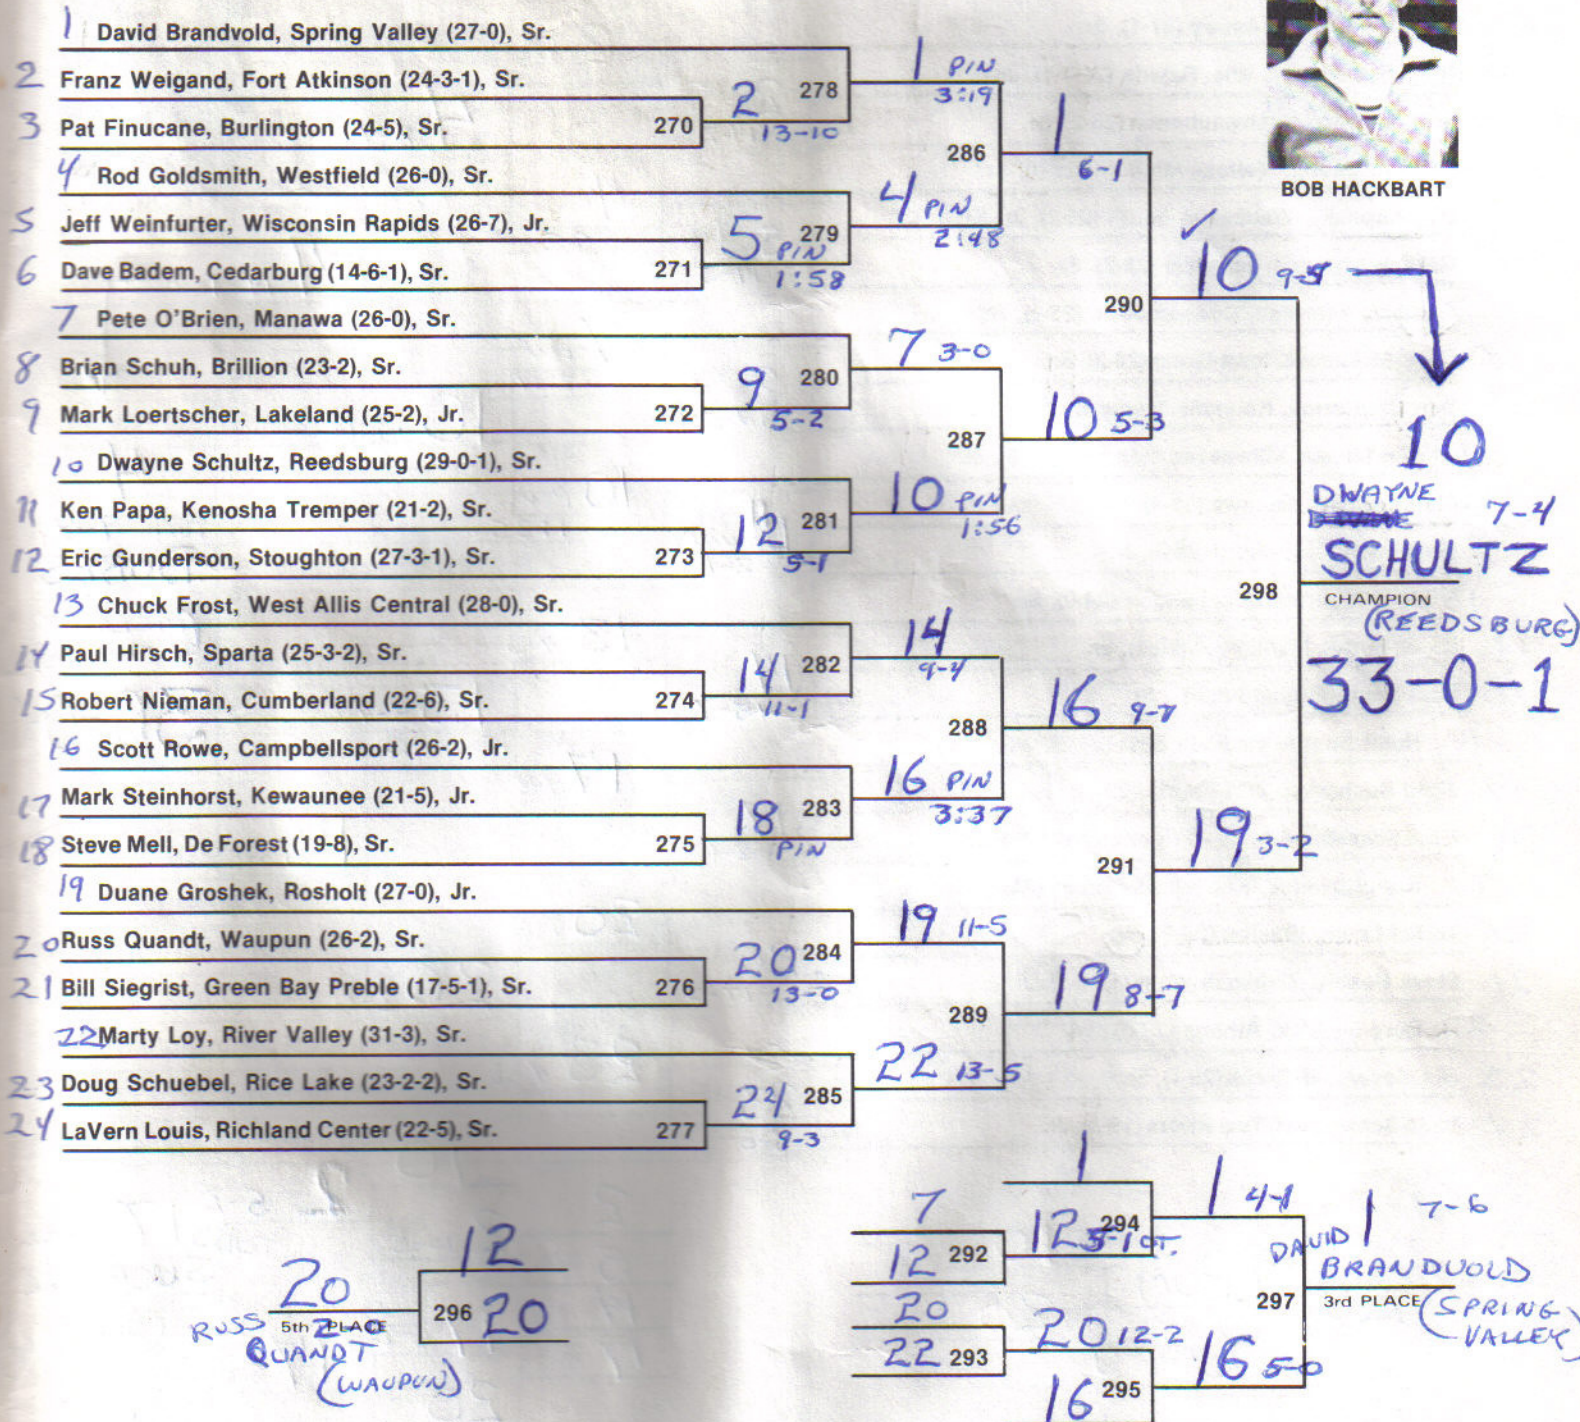 1 David Brandvold, Spring Valley (27-0), Sr.
2 Franz Weigand, Fort Atkinson (24-3-1), Sr.
3 Pat Finucane, Burlington (24-5), Sr.
4 Rod Goldsmith, Westfield (26-0), Sr.
5 Jeff Weinfurter, Wisconsin Rapids (26-7), Jr.
6 Dave Badem, Cedarburg (14-6-1), Sr.
7 Pete O'Brien, Manawa (26-0), Sr.
8 Brian Schuh, Brillion (23-2), Sr.
9 Mark Loertscher, Lakeland (25-2), Jr.
10 Dwayne Schultz, Reedsburg (29-0-1), Sr.
11 Ken Papa, Kenosha Tremper (21-2), Sr.
12 Eric Gunderson, Stoughton (27-3-1), Sr.
13 Chuck Frost, West Allis Central (28-0), Sr.
14 Paul Hirsch, Sparta (25-3-2), Sr.
15 Robert Nieman, Cumberland (22-6), Sr.
16 Scott Rowe, Campbellsport (26-2), Jr.
17 Mark Steinhorst, Kewaunee (21-5), Jr.
18 Steve Mell, De Forest (19-8), Sr.
19 Duane Groshek, Rosholt (27-0), Jr.
20 Russ Quandt, Waupun (26-2), Sr.
21 Bill Siegrist, Green Bay Preble (17-5-1), Sr.
22 Marty Loy, River Valley (31-3), Sr.
23 Doug Schuebel, Rice Lake (23-2-2), Sr.
24 LaVern Louis, Richland Center (22-5), Sr.
270
271
272
273
274
275
276
277
2 278
13-10
5 279
PIN
1:58
9 280
5-2
12 281
5-1
14 282
11-1
18 283
PIN
20 284
13-0
24 285
9-3
1 PIN
3:19
286
4 PIN
2:48
7 3-0
287
10 PIN
1:56
14
9-4
288
16 PIN
3:37
19 11-5
289
22 13-5
1
6-1
290
10 5-3
16 9-7
291
19 8-7
10
298
19 3-2
BOB HACKBART
10
DWAYNE 7-4
SCHULTZ
CHAMPION
(REEDSBURG)
33-0-1
12
20
296 20
5th PLACE
2-0
RUSS
QUANDT
(WAUPUN)
7
12 292
20
22 293
1
12 294
5-1 OT.
20 12-2
16 295
1 4-1
297
16 5-0
1 7-6
DAVID
BRANDVOLD
3rd PLACE
(SPRING
VALLEY)